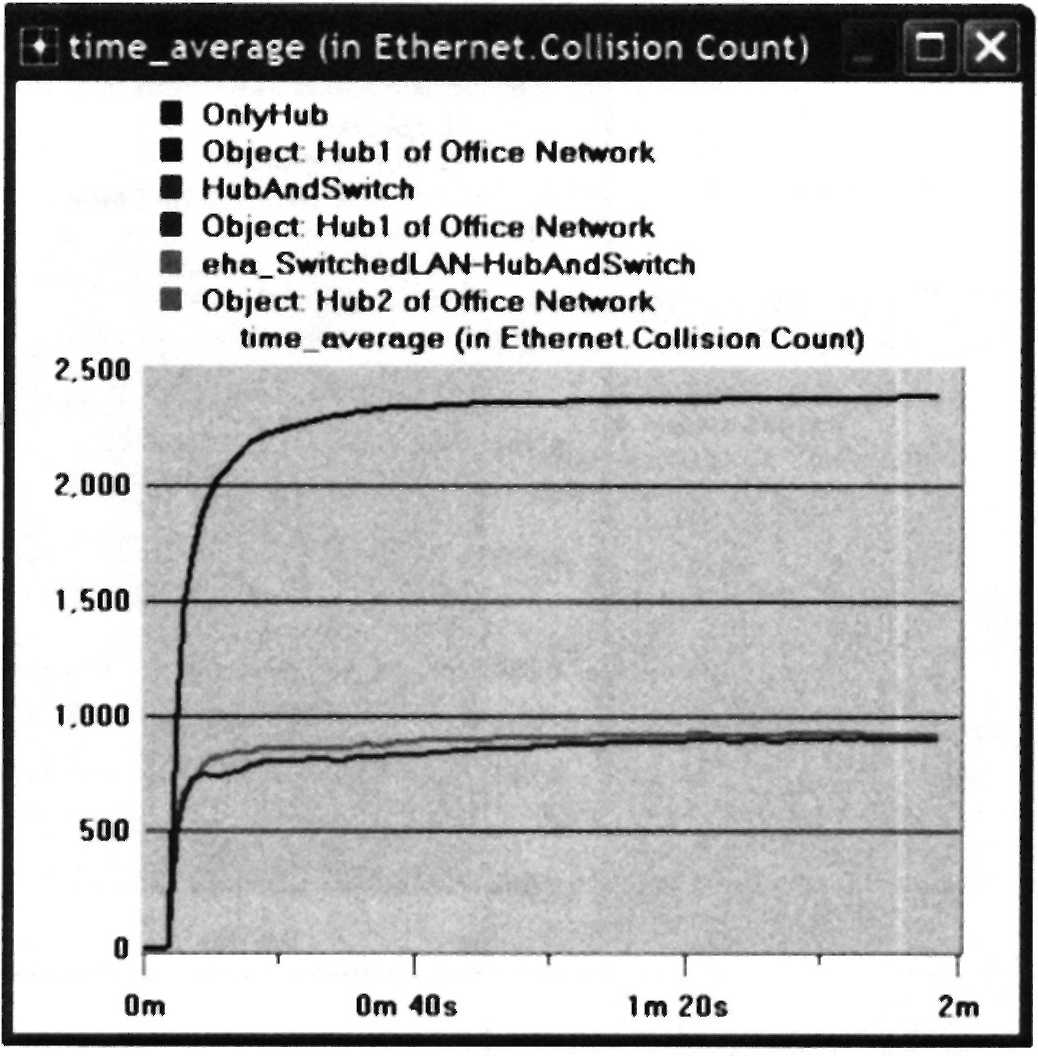 time_average (in Ethernet.Collision Count)
OnlyHub
Object: Hub1 of Office Network
HubAndSwitch
Object: Hub1 of Office Network
eha_SwitchedLAN-HubAndSwitch
Object: Hub2 of Office Network
time_average (in Ethernet.Collision Count)
2,500
2,000
1,500
1,000
500
0
0m 0m 40s 1m 20s 2m